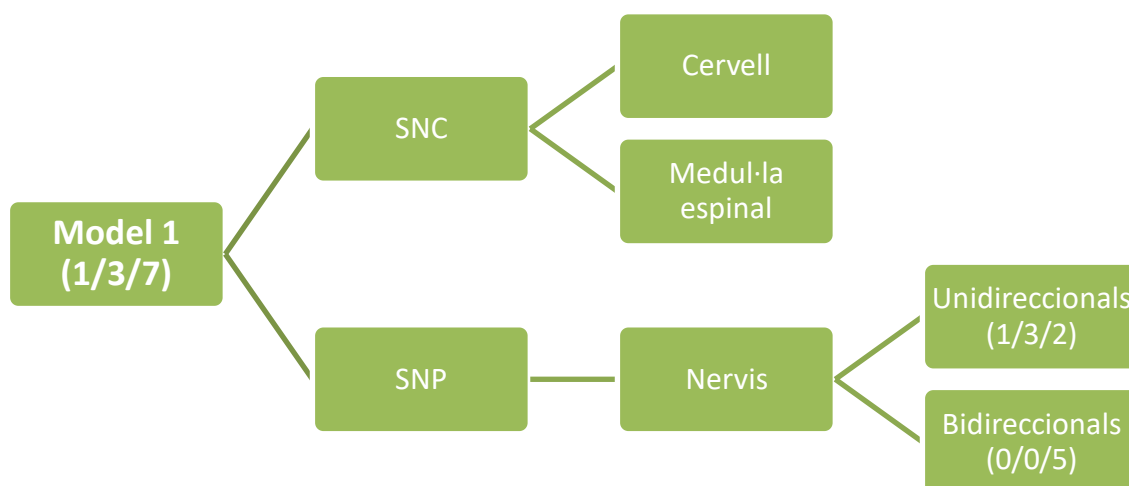 Model 1
(1/3/7)
SNC
Cervell
Medul·la
espinal
SNP
Nervis
Unidireccionals
(1/3/2)
Bidireccionals
(0/0/5)